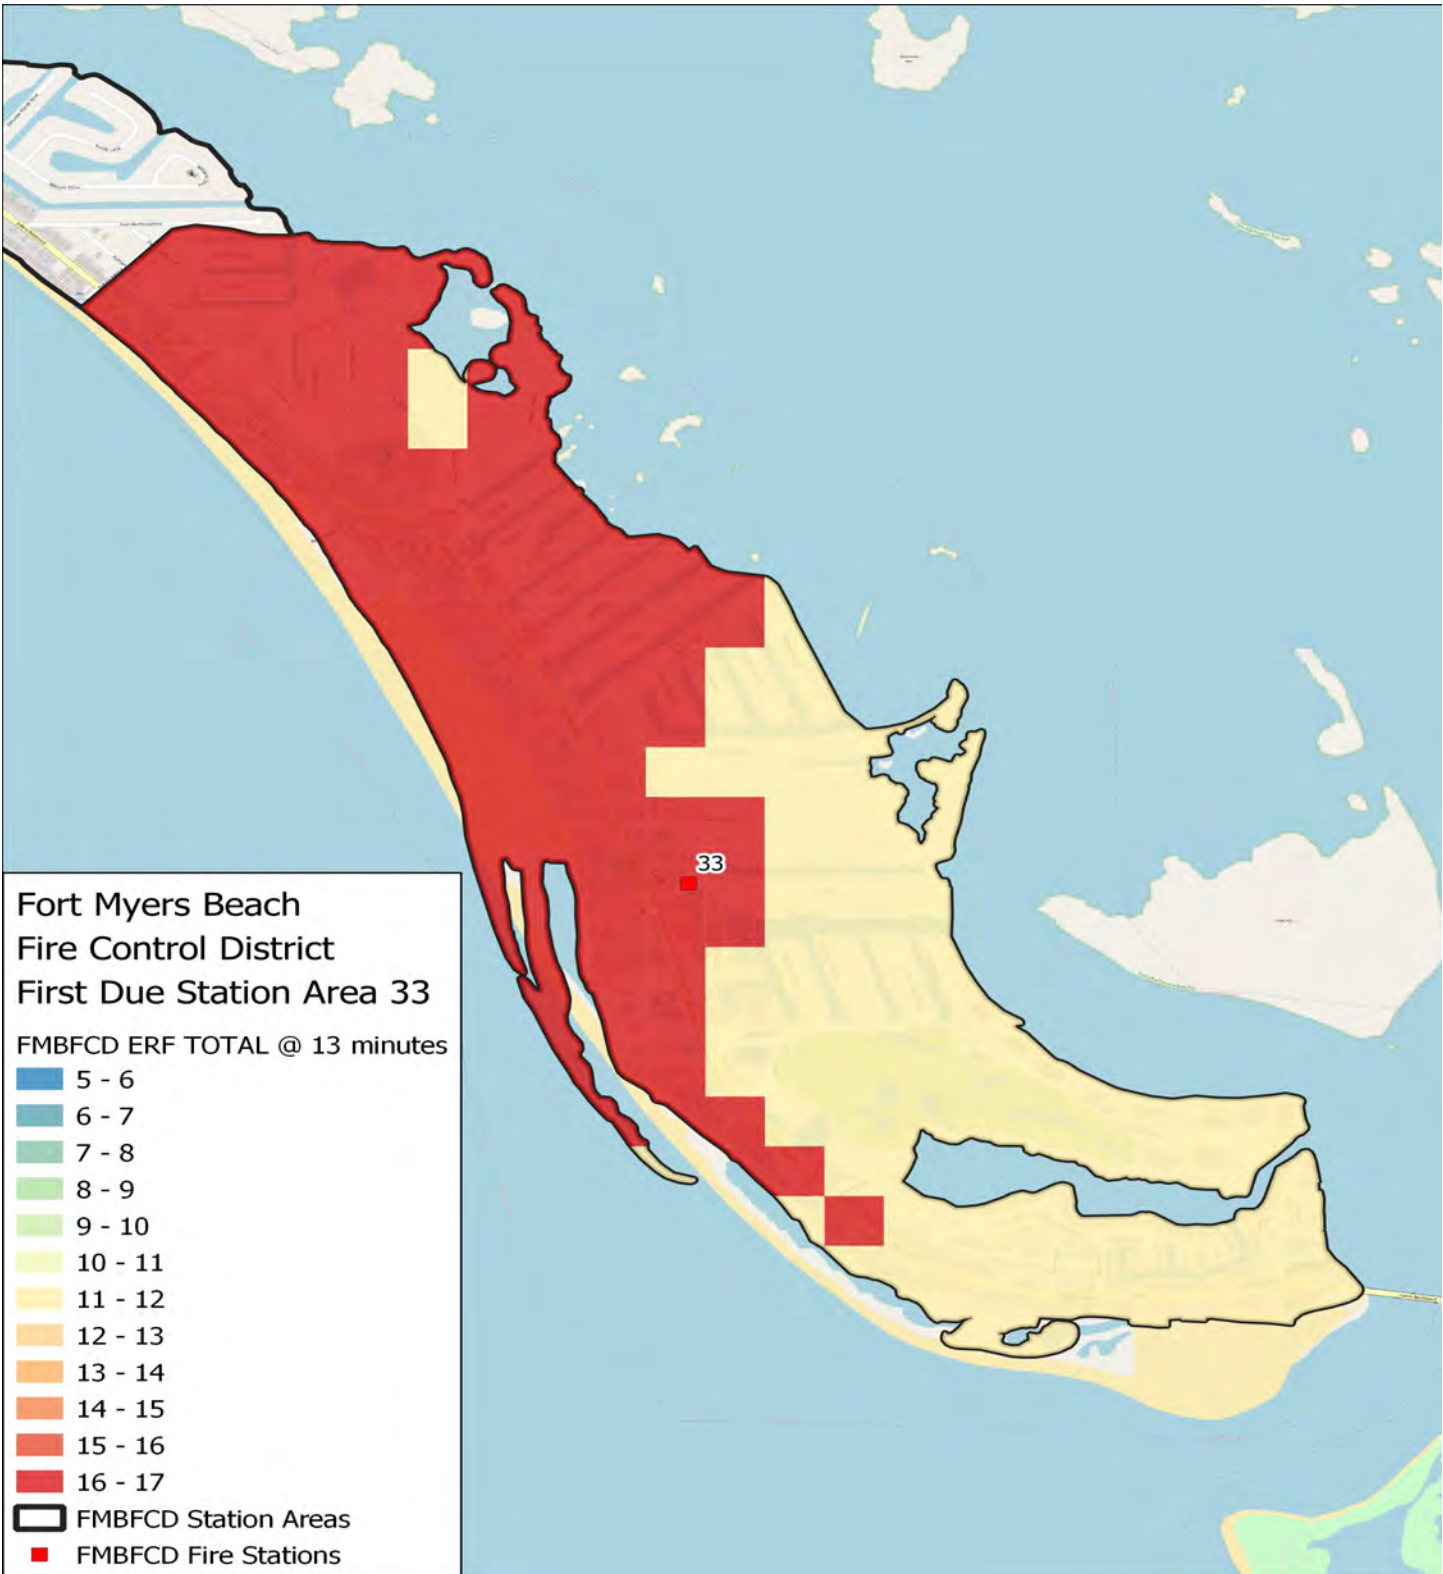 33
Fort Myers Beach
Fire Control District
First Due Station Area 33
FMBFCD ERF TOTAL @ 13 minutes
5 - 6
6 - 7
7 - 8
8 - 9
9 - 10
10 - 11
11 - 12
12 - 13
13 - 14
14 - 15
15 - 16
16 - 17
FMBFCD Station Areas
FMBFCD Fire Stations